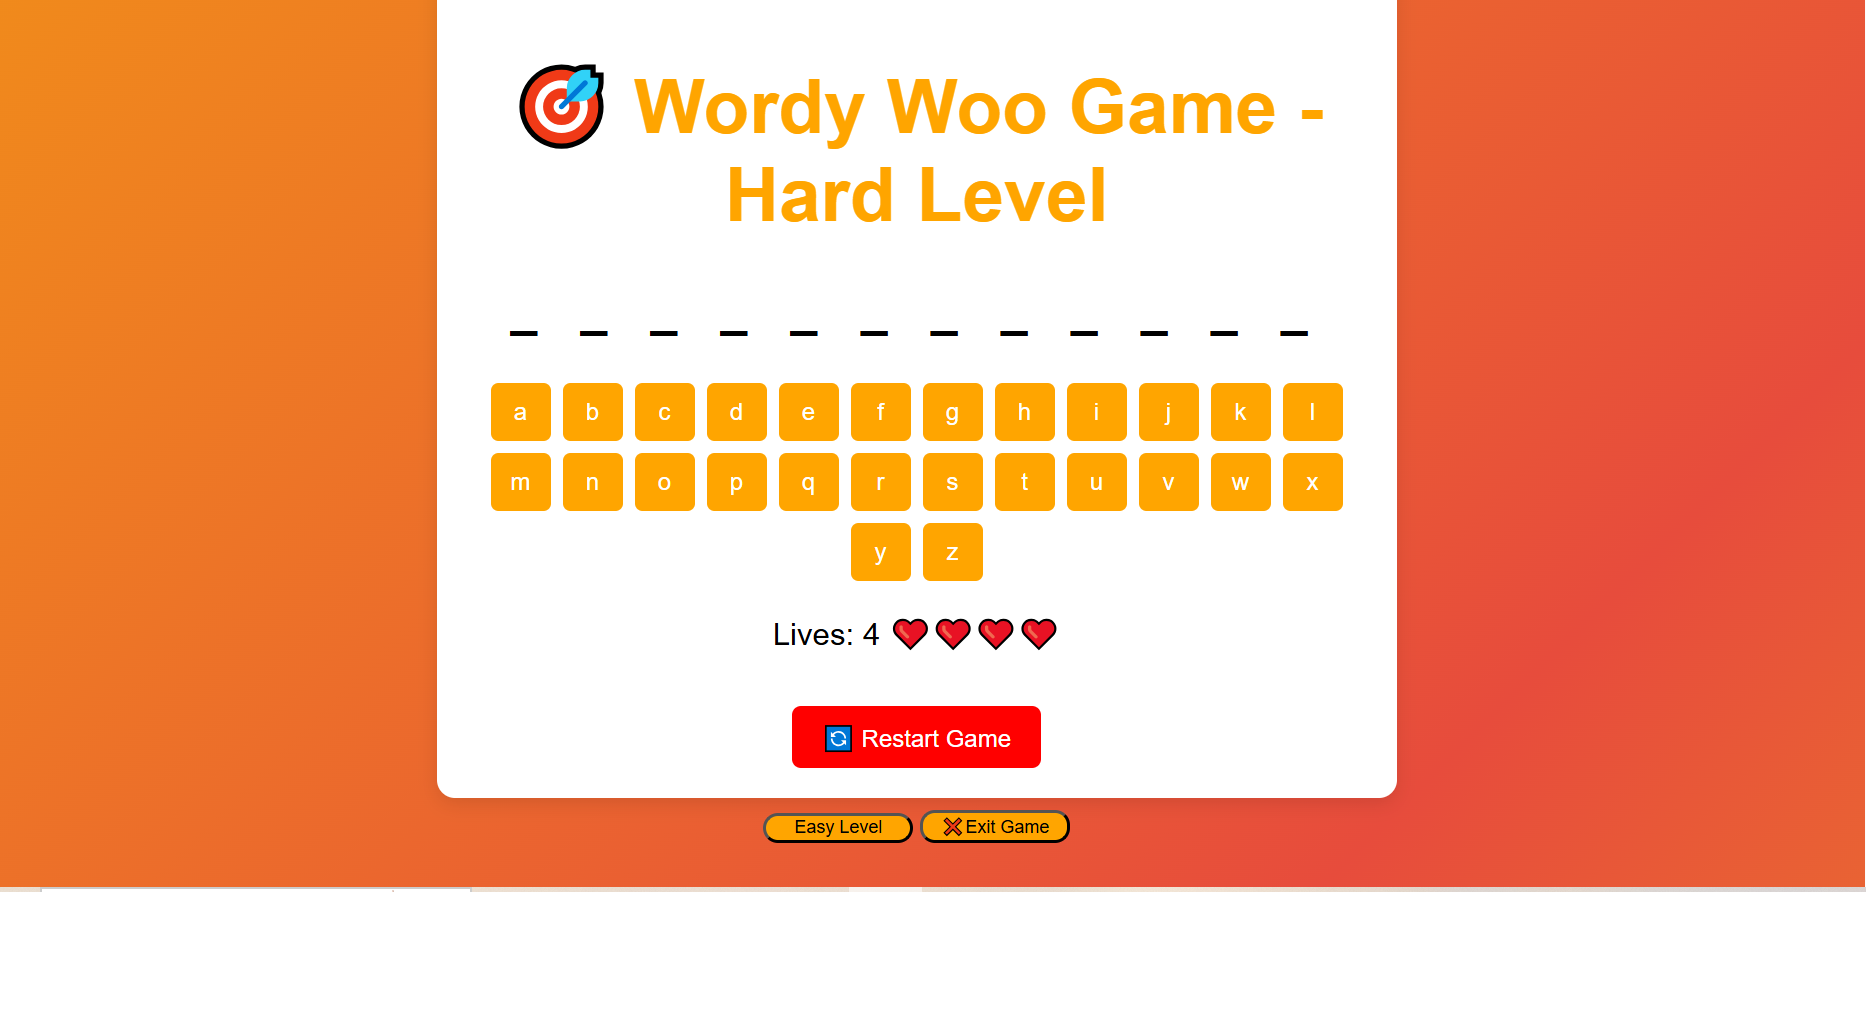 Wordy Woo Game -
Hard Level
_ _ _ _ _ _ _ _ _ _ _ _
a b c d e f g h i j k l
m n o p q r s t u v w x
y z
Lives: 4 ❤️❤️❤️❤️
Restart Game
Easy Level ❌Exit Game